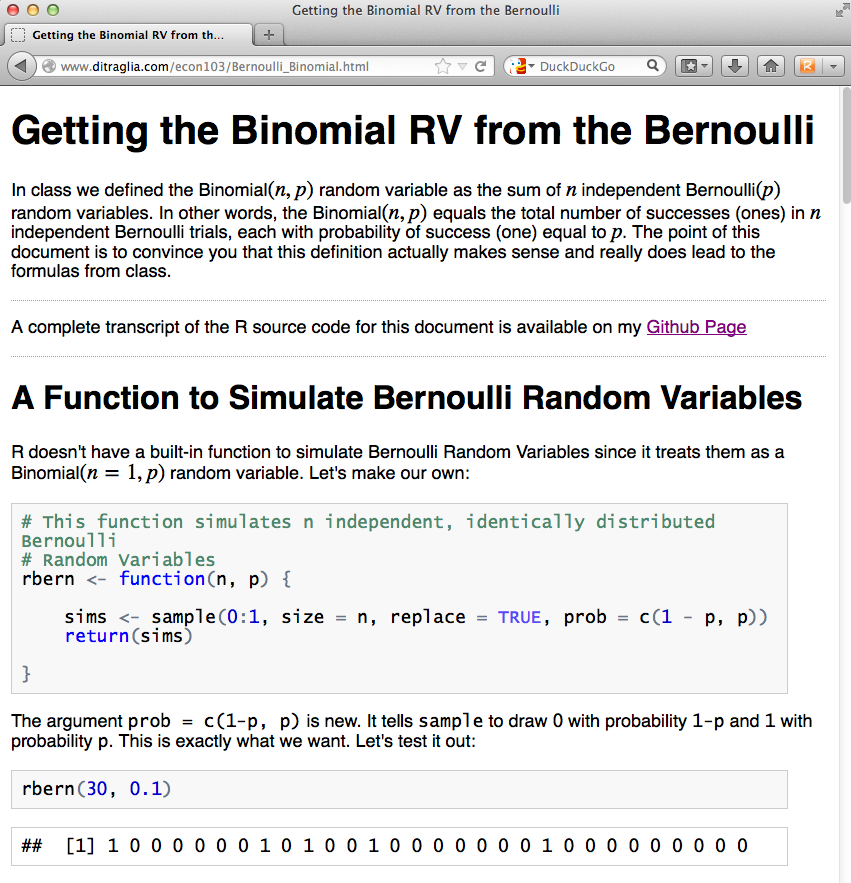 Getting the Binomial RV from the Bernoulli
Getting the Binomial RV from th...
www.ditraglia.com/econ103/Bernoulli_Binomial.html
DuckDuckGo
Getting the Binomial RV from the Bernoulli
In class we defined the Binomial(n, p) random variable as the sum of n independent Bernoulli(p)
random variables. In other words, the Binomial(n, p) equals the total number of successes (ones) in n
independent Bernoulli trials, each with probability of success (one) equal to p. The point of this
document is to convince you that this definition actually makes sense and really does lead to the
formulas from class.
A complete transcript of the R source code for this document is available on my Github Page
A Function to Simulate Bernoulli Random Variables
R doesn't have a built-in function to simulate Bernoulli Random Variables since it treats them as a
Binomial(n = 1, p) random variable. Let's make our own:
# This function simulates n independent, identically distributed
Bernoulli
# Random Variables
rbern <- function(n, p) {
sims <- sample(0:1, size = n, replace = TRUE, prob = c(1 - p, p))
return(sims)
}
The argument prob = c(1-p, p) is new. It tells sample to draw 0 with probability 1-p and 1 with
probability p. This is exactly what we want. Let's test it out:
rbern(30, 0.1)
##  [1] 1 0 0 0 0 0 0 1 0 1 0 0 1 0 0 0 0 0 0 0 1 0 0 0 0 0 0 0 0 0